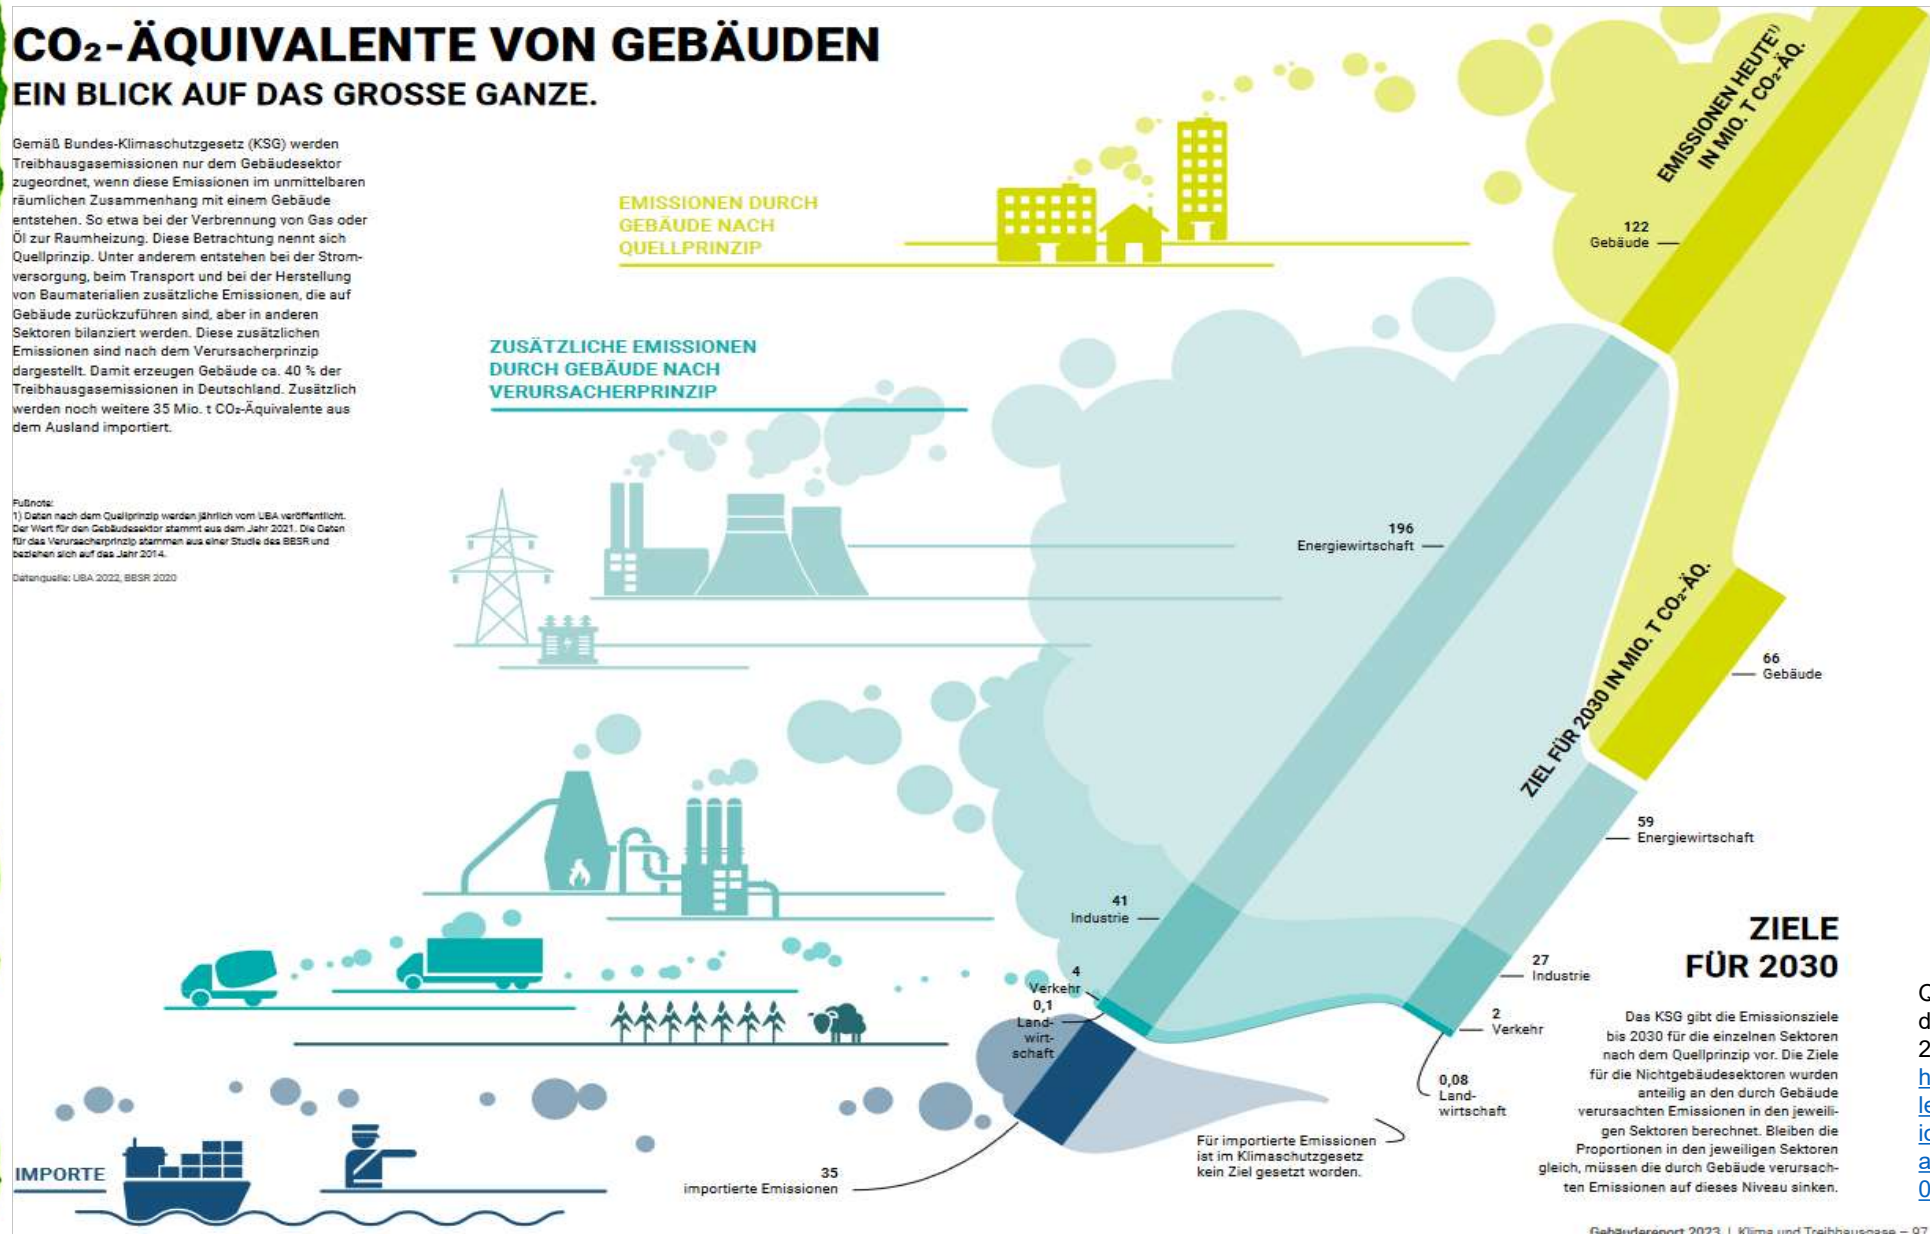 CO₂-ÄQUIVALENTE VON GEBÄUDEN
EIN BLICK AUF DAS GROSSE GANZE.
Gemäß Bundes-Klimaschutzgesetz (KSG) werden
Treibhausgasemissionen nur dem Gebäudesektor
zugeordnet, wenn diese Emissionen im unmittelbaren
räumlichen Zusammenhang mit einem Gebäude
entstehen. So etwa bei der Verbrennung von Gas oder
Öl zur Raumheizung. Diese Betrachtung nennt sich
Quellprinzip. Unter anderem entstehen bei der Strom-
versorgung, beim Transport und bei der Herstellung
von Baumaterialien zusätzliche Emissionen, die auf
Gebäude zurückzuführen sind, aber in anderen
Sektoren bilanziert werden. Diese zusätzlichen
Emissionen sind nach dem Verursacherprinzip
dargestellt. Damit erzeugen Gebäude ca. 40 % der
Treibhausgasemissionen in Deutschland. Zusätzlich
werden noch weitere 35 Mio. t CO₂-Äquivalente aus
dem Ausland importiert.
Fußnote:
1) Daten nach dem Quellprinzip werden jährlich vom UBA veröffentlicht.
Der Wert für den Gebäudesektor stammt aus dem Jahr 2021. Die Daten
für das Verursacherprinzip stammen aus einer Studie des BBSR und
beziehen sich auf das Jahr 2014.
Datenquelle: UBA 2022, BBSR 2020
EMISSIONEN DURCH
GEBÄUDE NACH
QUELLPRINZIP
ZUSÄTZLICHE EMISSIONEN
DURCH GEBÄUDE NACH
VERURSACHERPRINZIP
IMPORTE
EMISSIONEN HEUTE¹⁾
IN MIO. T CO₂-ÄQ.
122
Gebäude
196
Energiewirtschaft
41
Industrie
4
Verkehr
0,1
Land-
wirt-
schaft
35
importierte Emissionen
ZIEL FÜR 2030 IN MIO. T CO₂-ÄQ.
66
Gebäude
59
Energiewirtschaft
27
Industrie
2
Verkehr
0,08
Land-
wirtschaft
Für importierte Emissionen
ist im Klimaschutzgesetz
kein Ziel gesetzt worden.
ZIELE
FÜR 2030
Das KSG gibt die Emissionsziele
bis 2030 für die einzelnen Sektoren
nach dem Quellprinzip vor. Die Ziele
für die Nichtgebäudesektoren wurden
anteilig an den durch Gebäude
verursachten Emissionen in den jeweili-
gen Sektoren berechnet. Bleiben die
Proportionen in den jeweiligen Sektoren
gleich, müssen die durch Gebäude verursach-
ten Emissionen auf dieses Niveau sinken.
Gebäudereport 2023 | Klima und Treibhausgase – 97